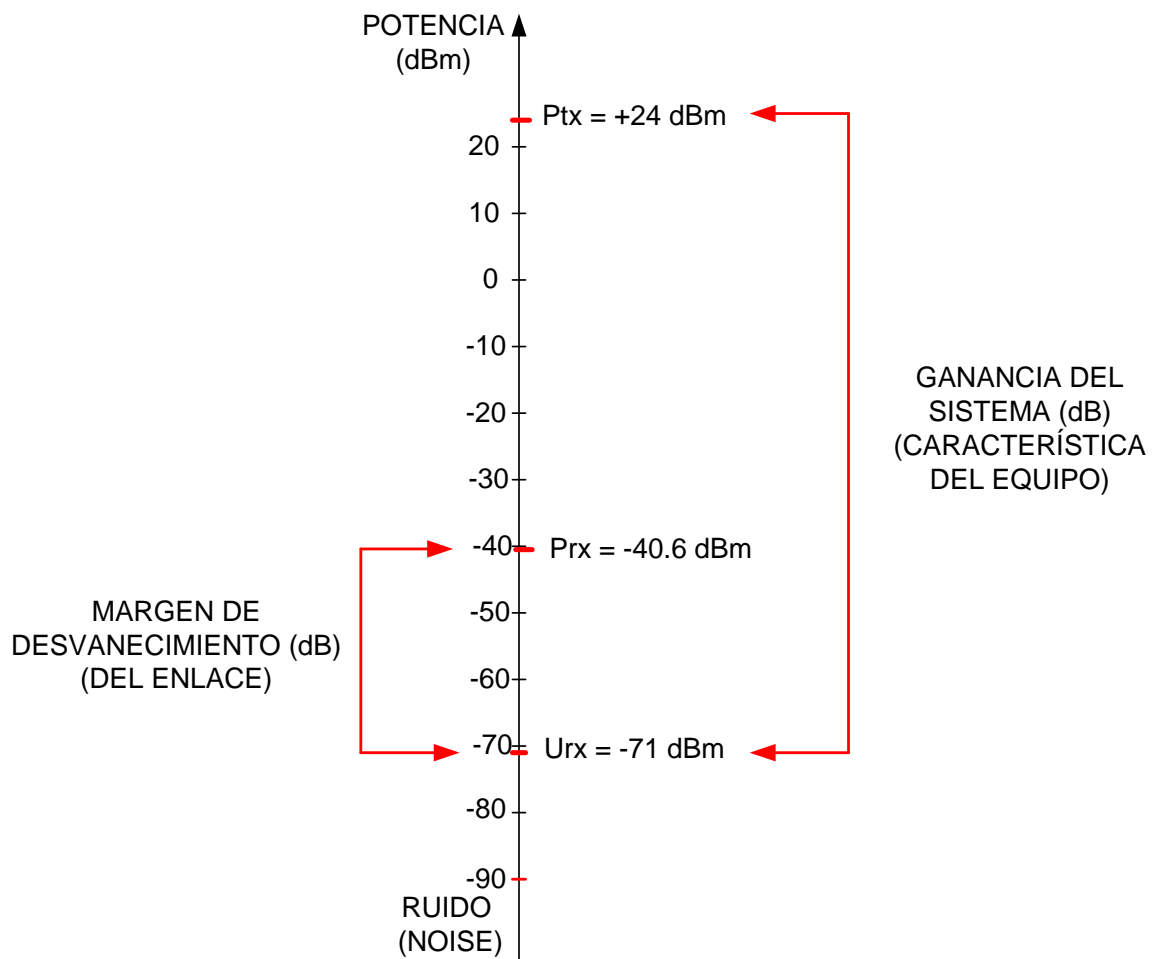 POTENCIA
(dBm)
Ptx = +24 dBm
20
10
0
-10
-20
-30
-40
Prx = -40.6 dBm
-50
-60
-70
Urx = -71 dBm
-80
-90
RUIDO
(NOISE)
MARGEN DE
DESVANECIMIENTO (dB)
(DEL ENLACE)
GANANCIA DEL
SISTEMA (dB)
(CARACTERÍSTICA
DEL EQUIPO)